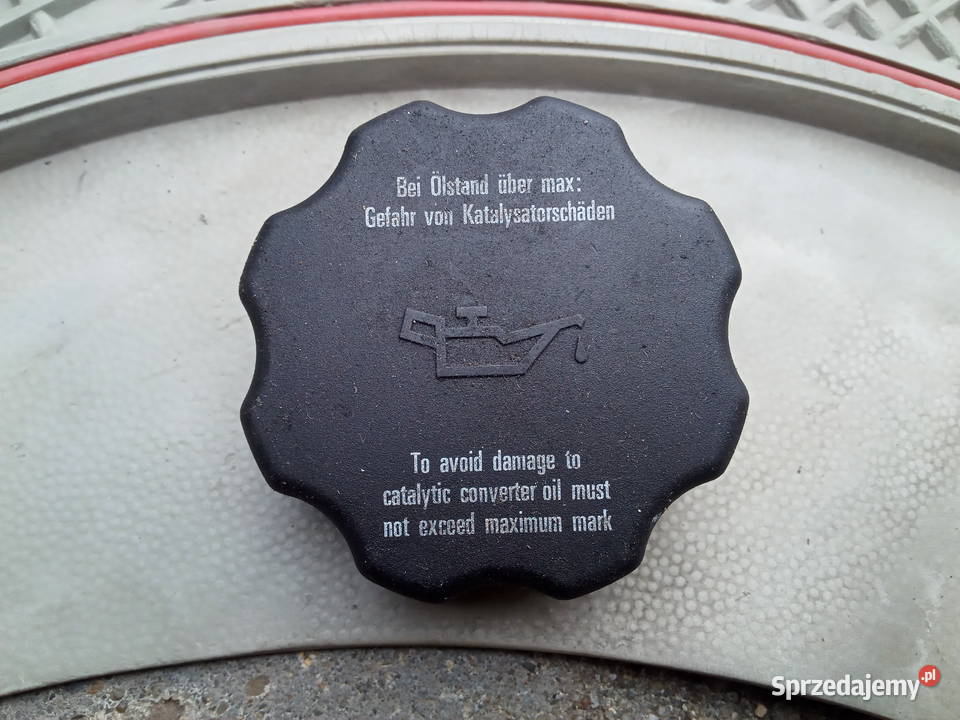 Bei Ölstand über max:
Gefahr von Katalysatorschäden
To avoid damage to
catalytic converter oil must
not exceed maximum mark
Sprzedajemy.pl